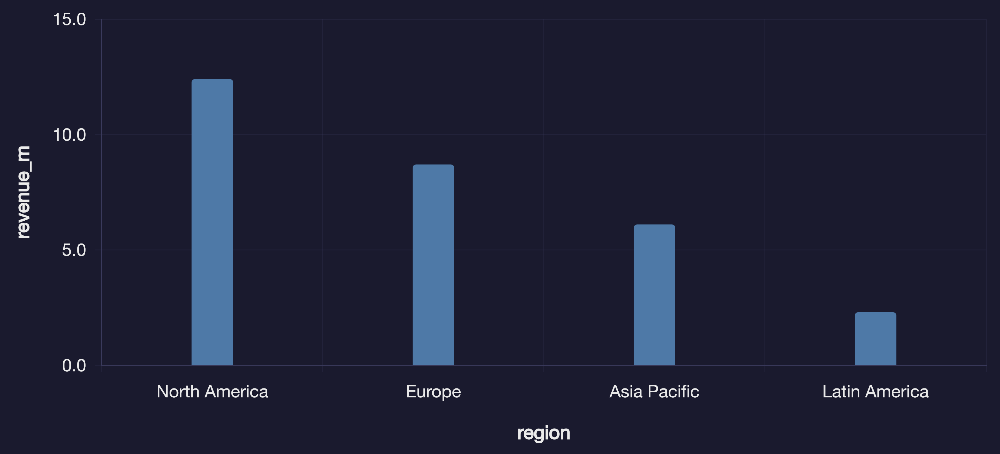 15.0
10.0
5.0
0.0
revenue_m
North America
Europe
Asia Pacific
Latin America
region